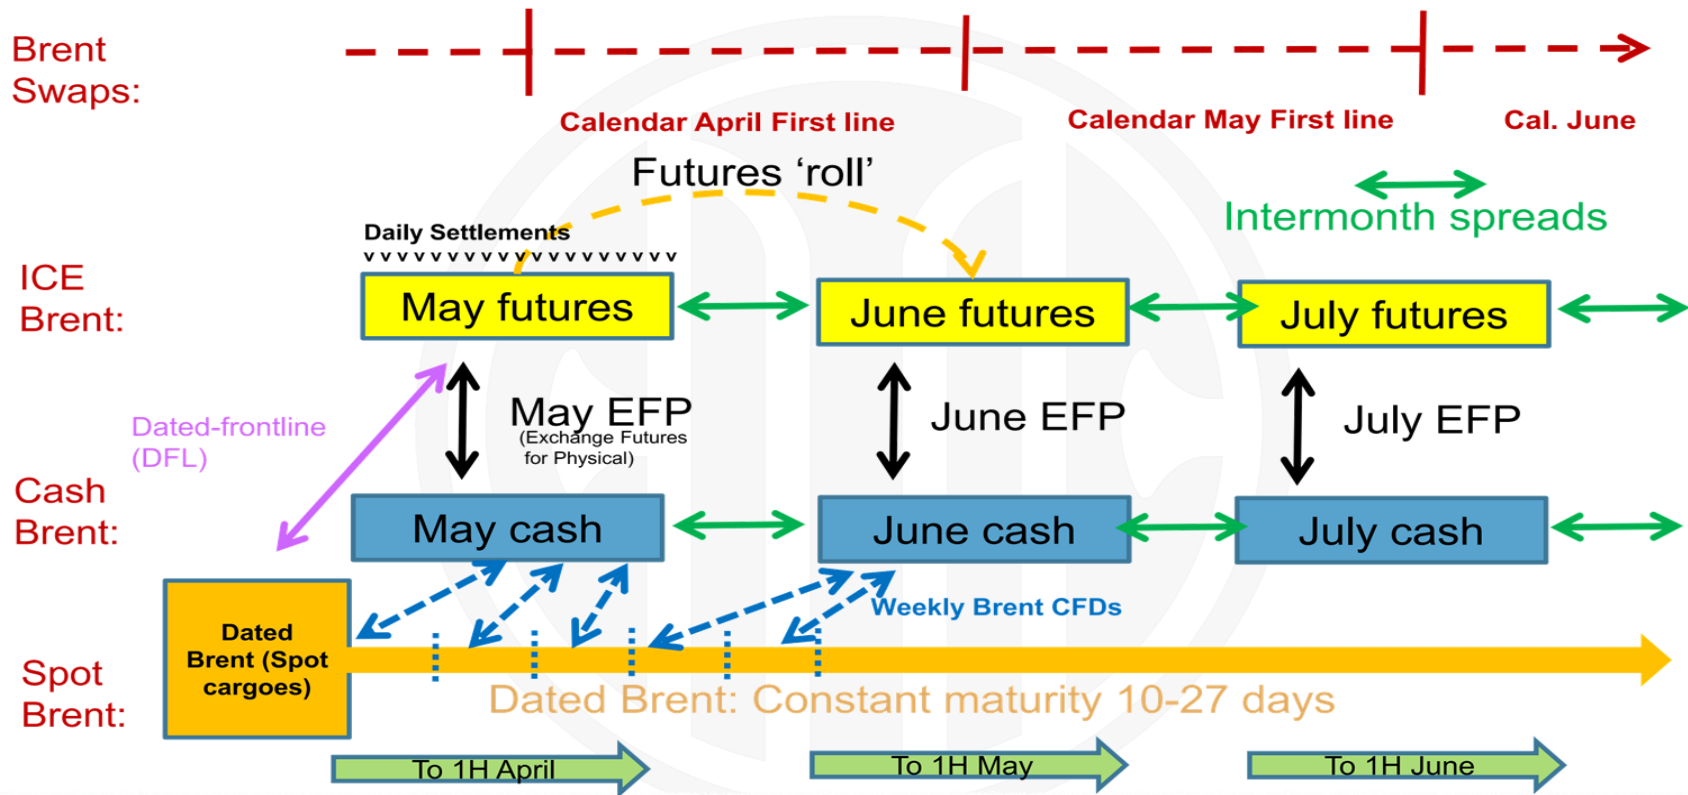 Brent
Swaps:
Calendar April First line
Calendar May First line
Cal. June
Futures ‘roll’
Intermonth spreads
Daily Settlements
v v v v v v v v v v v v v v v v v v v v
ICE
Brent:
May futures
June futures
July futures
Dated-frontline
(DFL)
May EFP
(Exchange Futures
for Physical)
June EFP
July EFP
Cash
Brent:
May cash
June cash
July cash
Weekly Brent CFDs
Dated
Brent (Spot
cargoes)
Spot
Brent:
Dated Brent: Constant maturity 10-27 days
To 1H April
To 1H May
To 1H June